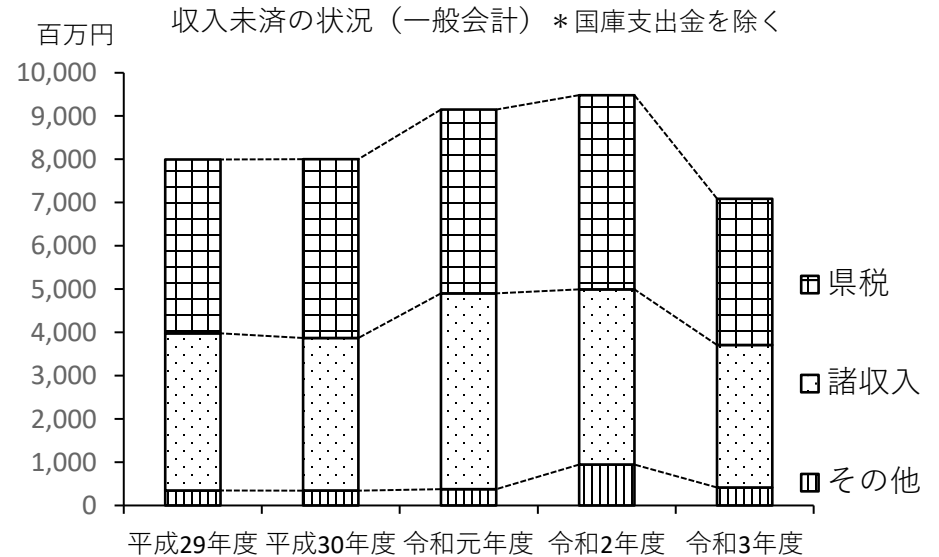 収入未済の状況（一般会計）＊国庫支出金を除く
百万円
10,000
9,000
8,000
7,000
6,000
5,000
4,000
3,000
2,000
1,000
0
平成29年度 平成30年度 令和元年度 令和2年度 令和3年度
県税
諸収入
その他